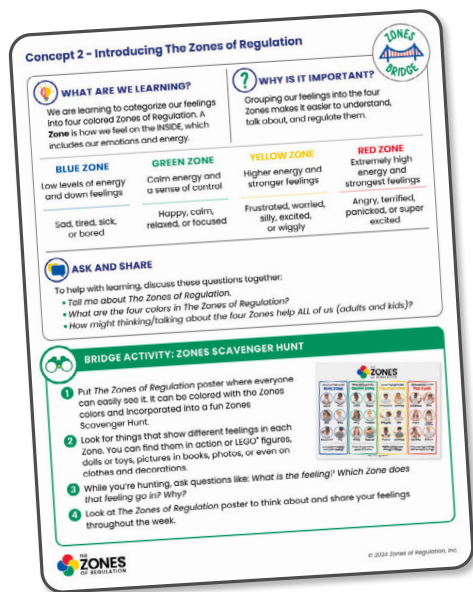 Concept 2 - Introducing The Zones of Regulation
ZONES
BRIDGE
WHAT ARE WE LEARNING?
We are learning to categorize our feelings
into four colored Zones of Regulation. A
Zone is how we feel on the INSIDE, which
includes our emotions and energy.
WHY IS IT IMPORTANT?
Grouping our feelings into the four
Zones makes it easier to understand,
talk about, and regulate them.
BLUE ZONE
Low levels of energy
and down feelings
Sad, tired, sick,
or bored
GREEN ZONE
Calm energy and
a sense of control
Happy, calm,
relaxed, or focused
YELLOW ZONE
Higher energy and
stronger feelings
Frustrated, worried,
silly, excited,
or wiggly
RED ZONE
Extremely high
energy and
strongest feelings
Angry, terrified,
panicked, or super
excited
ASK AND SHARE
To help with learning, discuss these questions together:
• Tell me about The Zones of Regulation.
• What are the four colors in The Zones of Regulation?
• How might thinking/talking about the four Zones help ALL of us (adults and kids)?
BRIDGE ACTIVITY: ZONES SCAVENGER HUNT
1 Put The Zones of Regulation poster where everyone
can easily see it. It can be colored with the Zones
colors and incorporated into a fun Zones
Scavenger Hunt.
2 Look for things that show different feelings in each
Zone. You can find them in action or LEGO® figures,
dolls or toys, pictures in books, photos, or even on
clothes and decorations.
3 While you're hunting, ask questions like: What is the feeling? Which Zone does
that feeling go in? Why?
4 Look at The Zones of Regulation poster to think about and share your feelings
throughout the week.
ZONES
THE
ZONES
OF REGULATION
© 2024 Zones of Regulation, Inc.